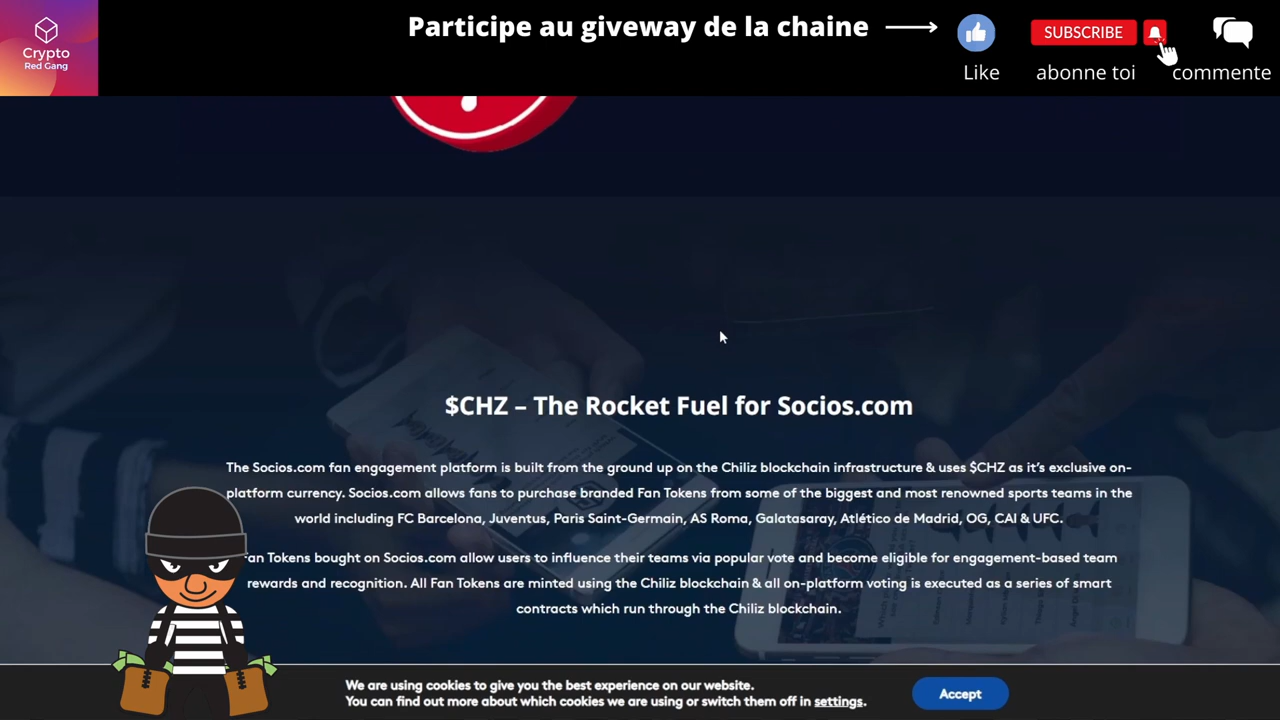 Crypto
Red Gang
Participe au giveway de la chaine
SUBSCRIBE
Like
abonne toi
commente
$CHZ – The Rocket Fuel for Socios.com
The Socios.com fan engagement platform is built from the ground up on the Chiliz blockchain infrastructure & uses $CHZ as it's exclusive on-
platform currency. Socios.com allows fans to purchase branded Fan Tokens from some of the biggest and most renowned sports teams in the
world including FC Barcelona, Juventus, Paris Saint-Germain, AS Roma, Galatasaray, Atlético de Madrid, OG, CAI & UFC.
Fan Tokens bought on Socios.com allow users to influence their teams via popular vote and become eligible for engagement-based team
rewards and recognition. All Fan Tokens are minted using the Chiliz blockchain & all on-platform voting is executed as a series of smart
contracts which run through the Chiliz blockchain.
We are using cookies to give you the best experience on our website.
You can find out more about which cookies we are using or switch them off in settings.
Accept